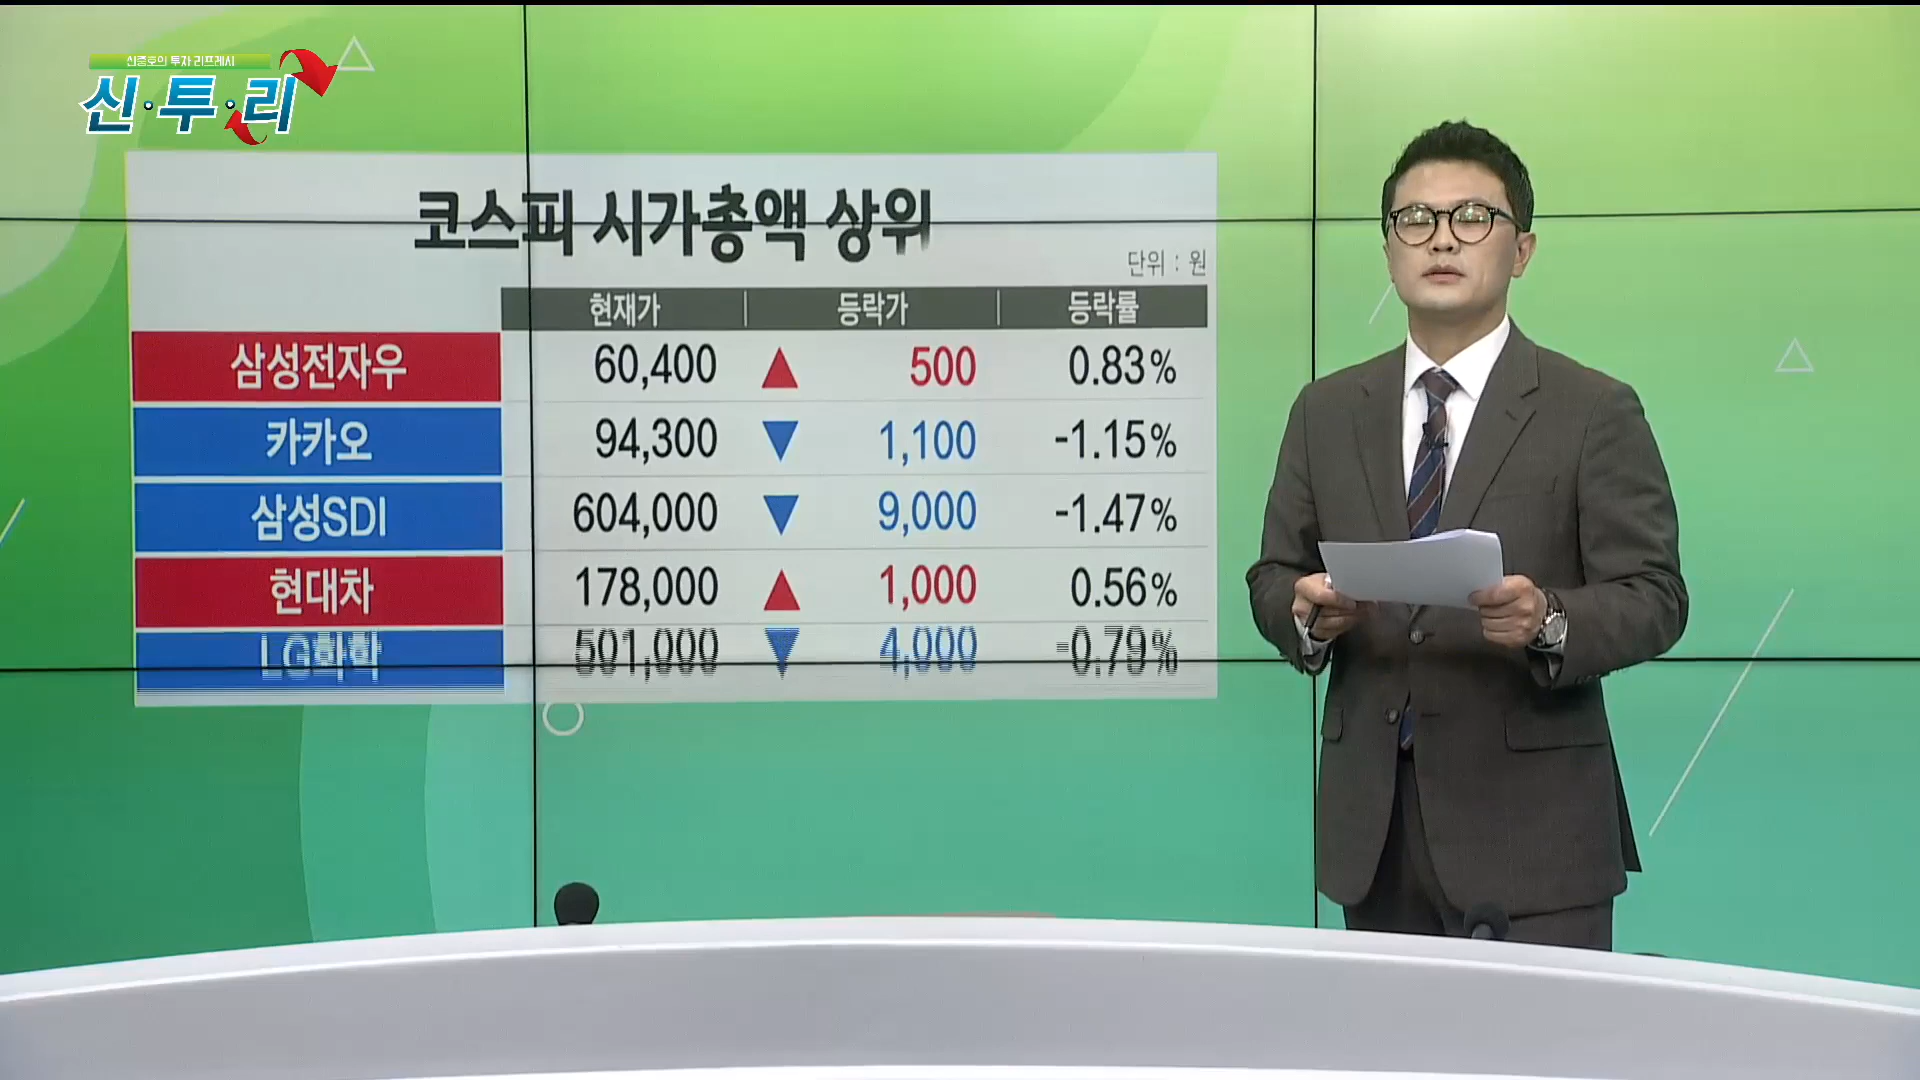 신중호의 투자 리프레시
신·투·리
코스피 시가총액 상위
단위 : 원
현재가 등락가 등락률
삼성전자우 60,400 ▲ 500 0.83%
카카오 94,300 ▼ 1,100 -1.15%
삼성SDI 604,000 ▼ 9,000 -1.47%
현대차 178,000 ▲ 1,000 0.56%
LG화학 501,000 ▼ 4,000 -0.79%